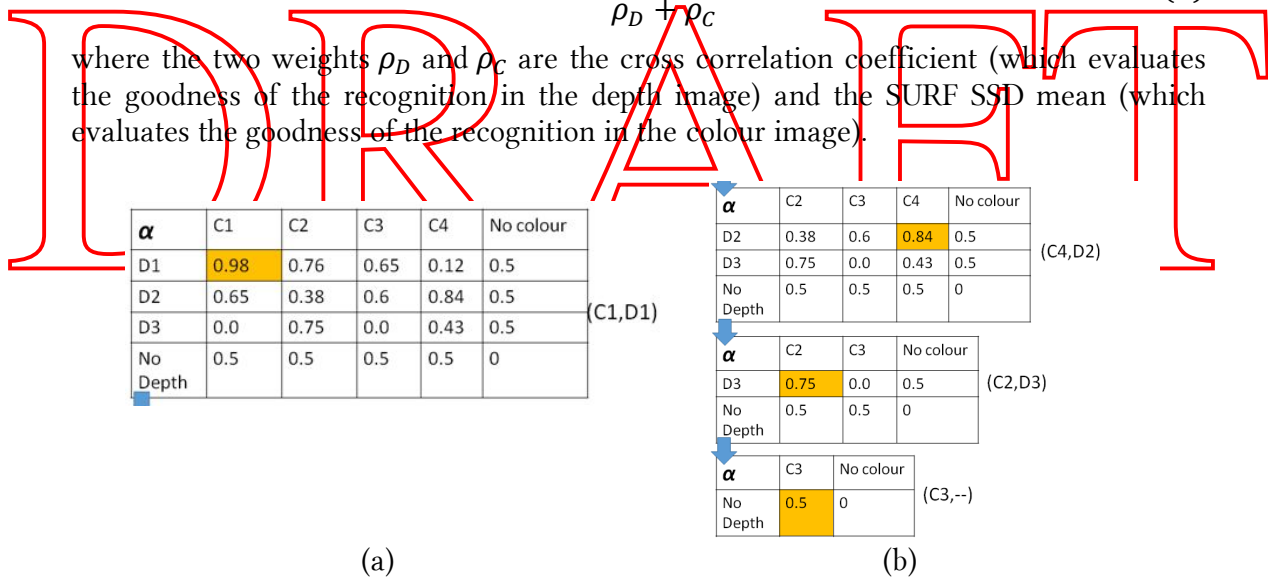 ρ_D + ρ_C
where the two weights ρ_D and ρ_C are the cross correlation coefficient (which evaluates
the goodness of the recognition in the depth image) and the SURF SSD mean (which
evaluates the goodness of the recognition in the colour image).
DRAFT
α C1 C2 C3 C4 No colour
D1 0.98 0.76 0.65 0.12 0.5
D2 0.65 0.38 0.6 0.84 0.5
D3 0.0 0.75 0.0 0.43 0.5
No 0.5 0.5 0.5 0.5 0
Depth
(C1,D1)
(a)
α C2 C3 C4 No colour
D2 0.38 0.6 0.84 0.5
D3 0.75 0.0 0.43 0.5
No 0.5 0.5 0.5 0
Depth
(C4,D2)
α C2 C3 No colour
D3 0.75 0.0 0.5
No 0.5 0.5 0
Depth
(C2,D3)
α C3 No colour
No 0.5 0
Depth
(C3,--)
(b)